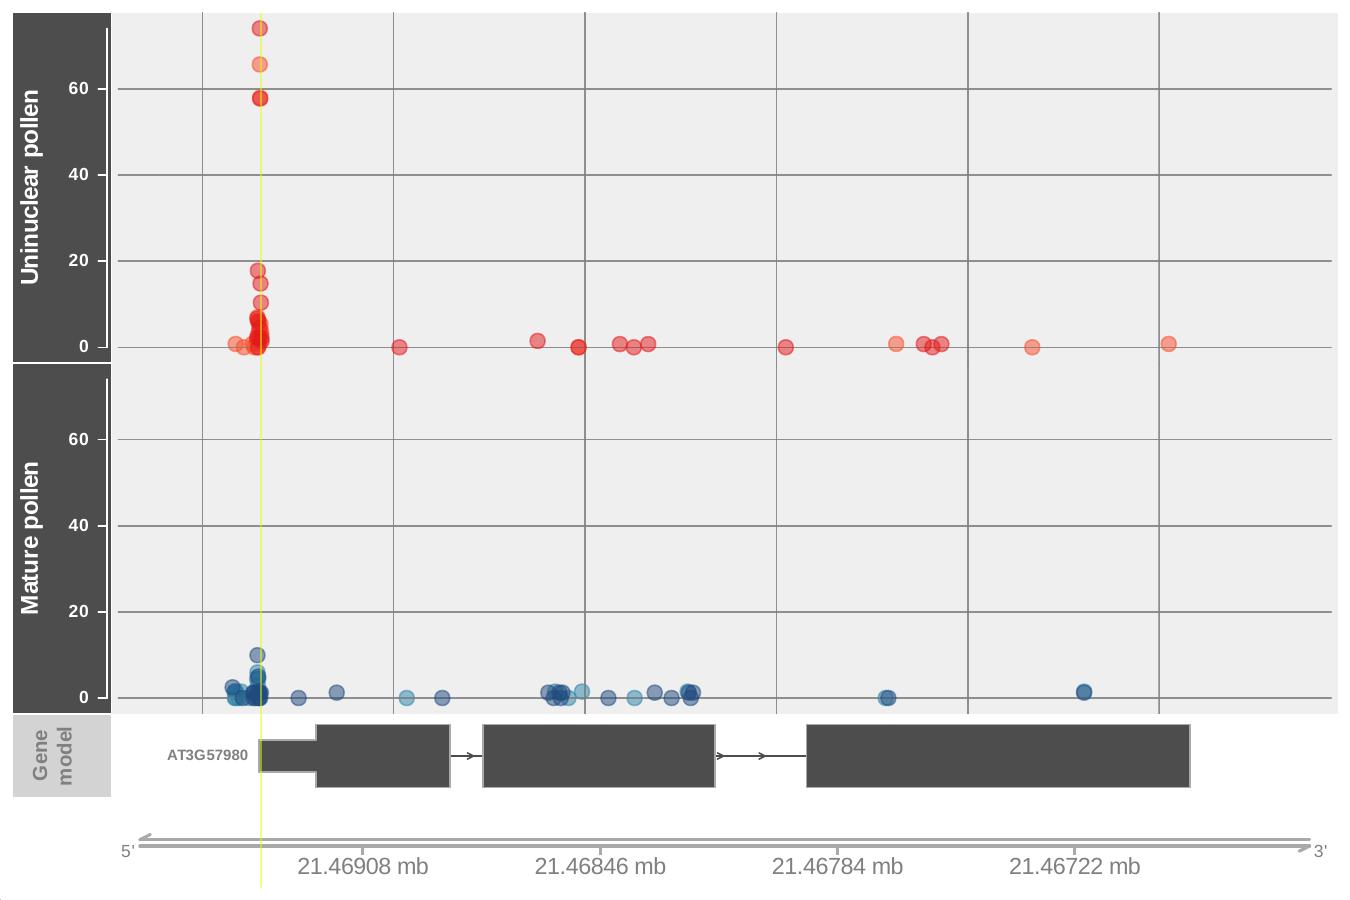 Uninuclear pollen
60
40
20
0
Mature pollen
60
40
20
0
Gene
model
AT3G57980
5'
3'
21.46908 mb
21.46846 mb
21.46784 mb
21.46722 mb